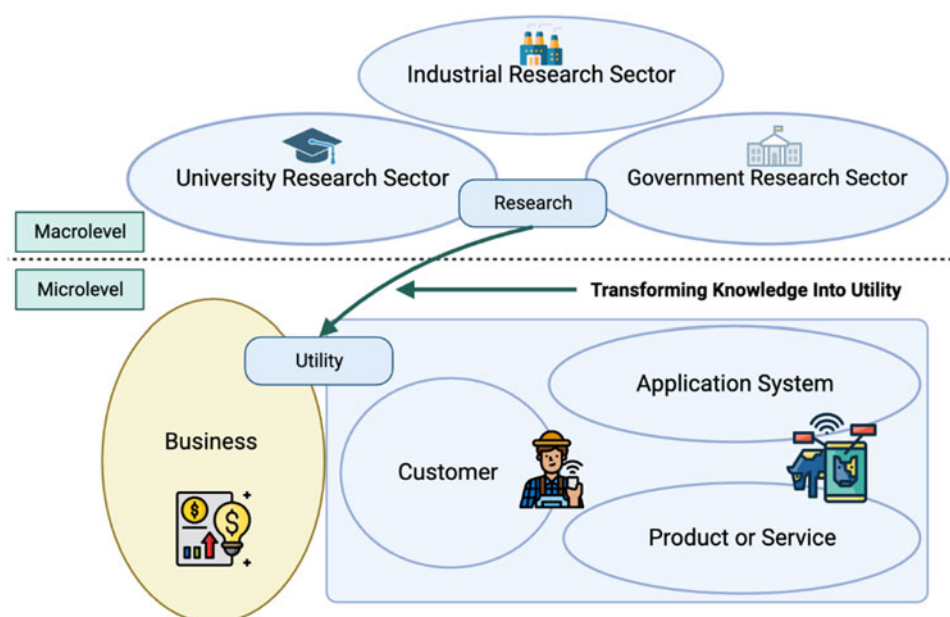 Industrial Research Sector
University Research Sector
Government Research Sector
Research
Macrolevel
Microlevel
Transforming Knowledge Into Utility
Utility
Application System
Business
Customer
Product or Service